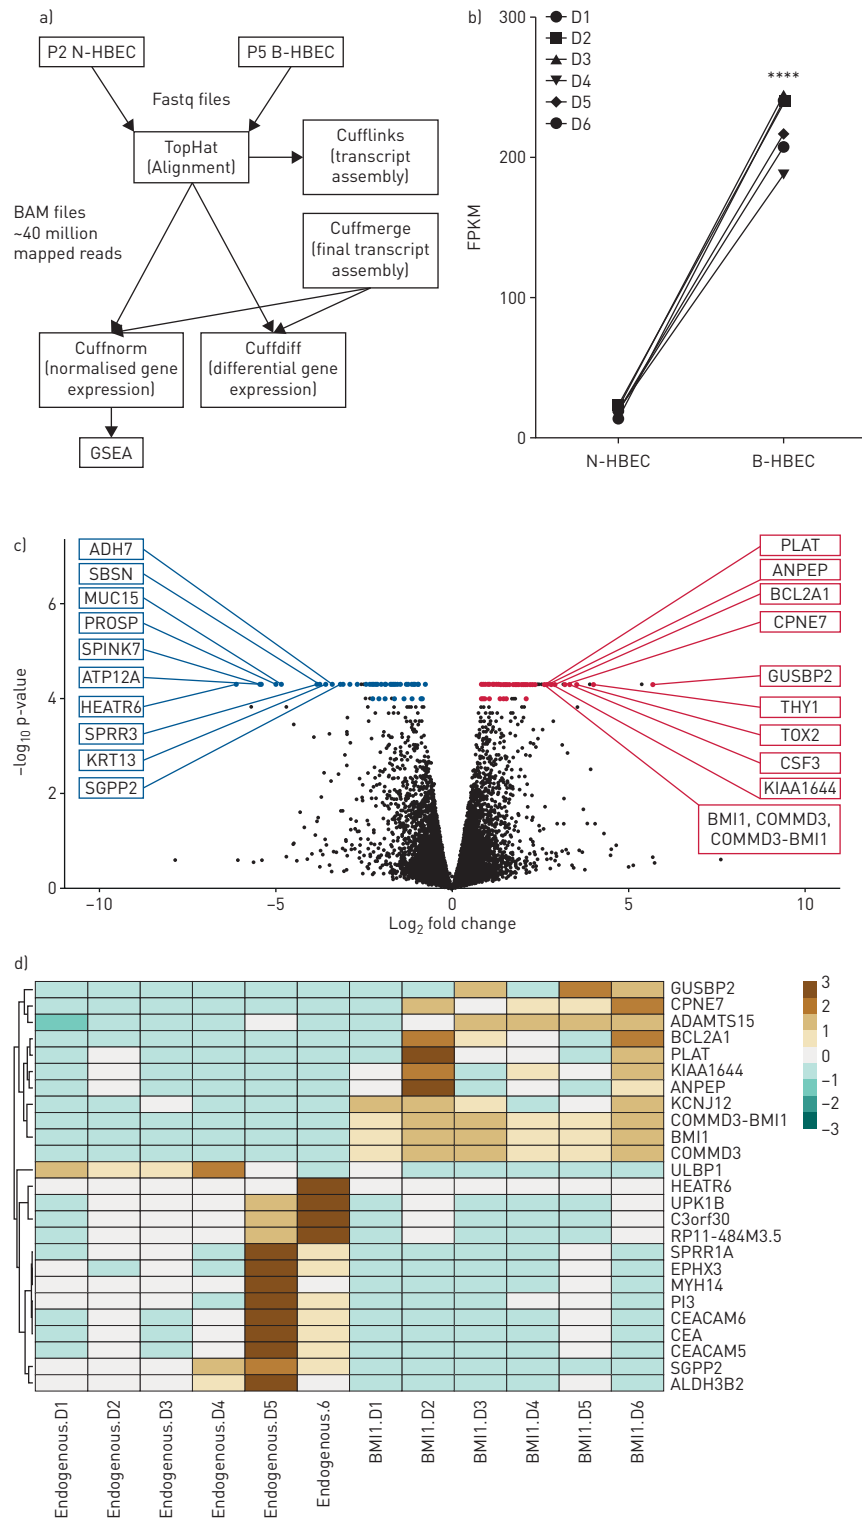 a)
P2 N-HBEC
P5 B-HBEC
Fastq files
TopHat
(Alignment)
Cufflinks
(transcript
assembly)
BAM files
~40 million
mapped reads
Cuffmerge
(final transcript
assembly)
Cuffnorm
(normalised gene
expression)
Cuffdiff
(differential gene
expression)
GSEA
b)
D1
D2
D3
D4
D5
D6
****
300
200
100
0
FPKM
N-HBEC
B-HBEC
c)
ADH7
SBSN
MUC15
PROSP
SPINK7
ATP12A
HEATR6
SPRR3
KRT13
SGPP2
PLAT
ANPEP
BCL2A1
CPNE7
GUSBP2
THY1
TOX2
CSF3
KIAA1644
BMI1, COMMD3,
COMMD3-BMI1
6
4
2
0
–log10 p-value
–10
–5
0
5
10
Log2 fold change
d)
GUSBP2
CPNE7
ADAMTS15
BCL2A1
PLAT
KIAA1644
ANPEP
KCNJ12
COMMD3-BMI1
BMI1
COMMD3
ULBP1
HEATR6
UPK1B
C3orf30
RP11-484M3.5
SPRR1A
EPHX3
MYH14
PI3
CEACAM6
CEA
CEACAM5
SGPP2
ALDH3B2
3
2
1
0
–1
–2
–3
Endogenous.D1
Endogenous.D2
Endogenous.D3
Endogenous.D4
Endogenous.D5
Endogenous.6
BMI1.D1
BMI1.D2
BMI1.D3
BMI1.D4
BMI1.D5
BMI1.D6